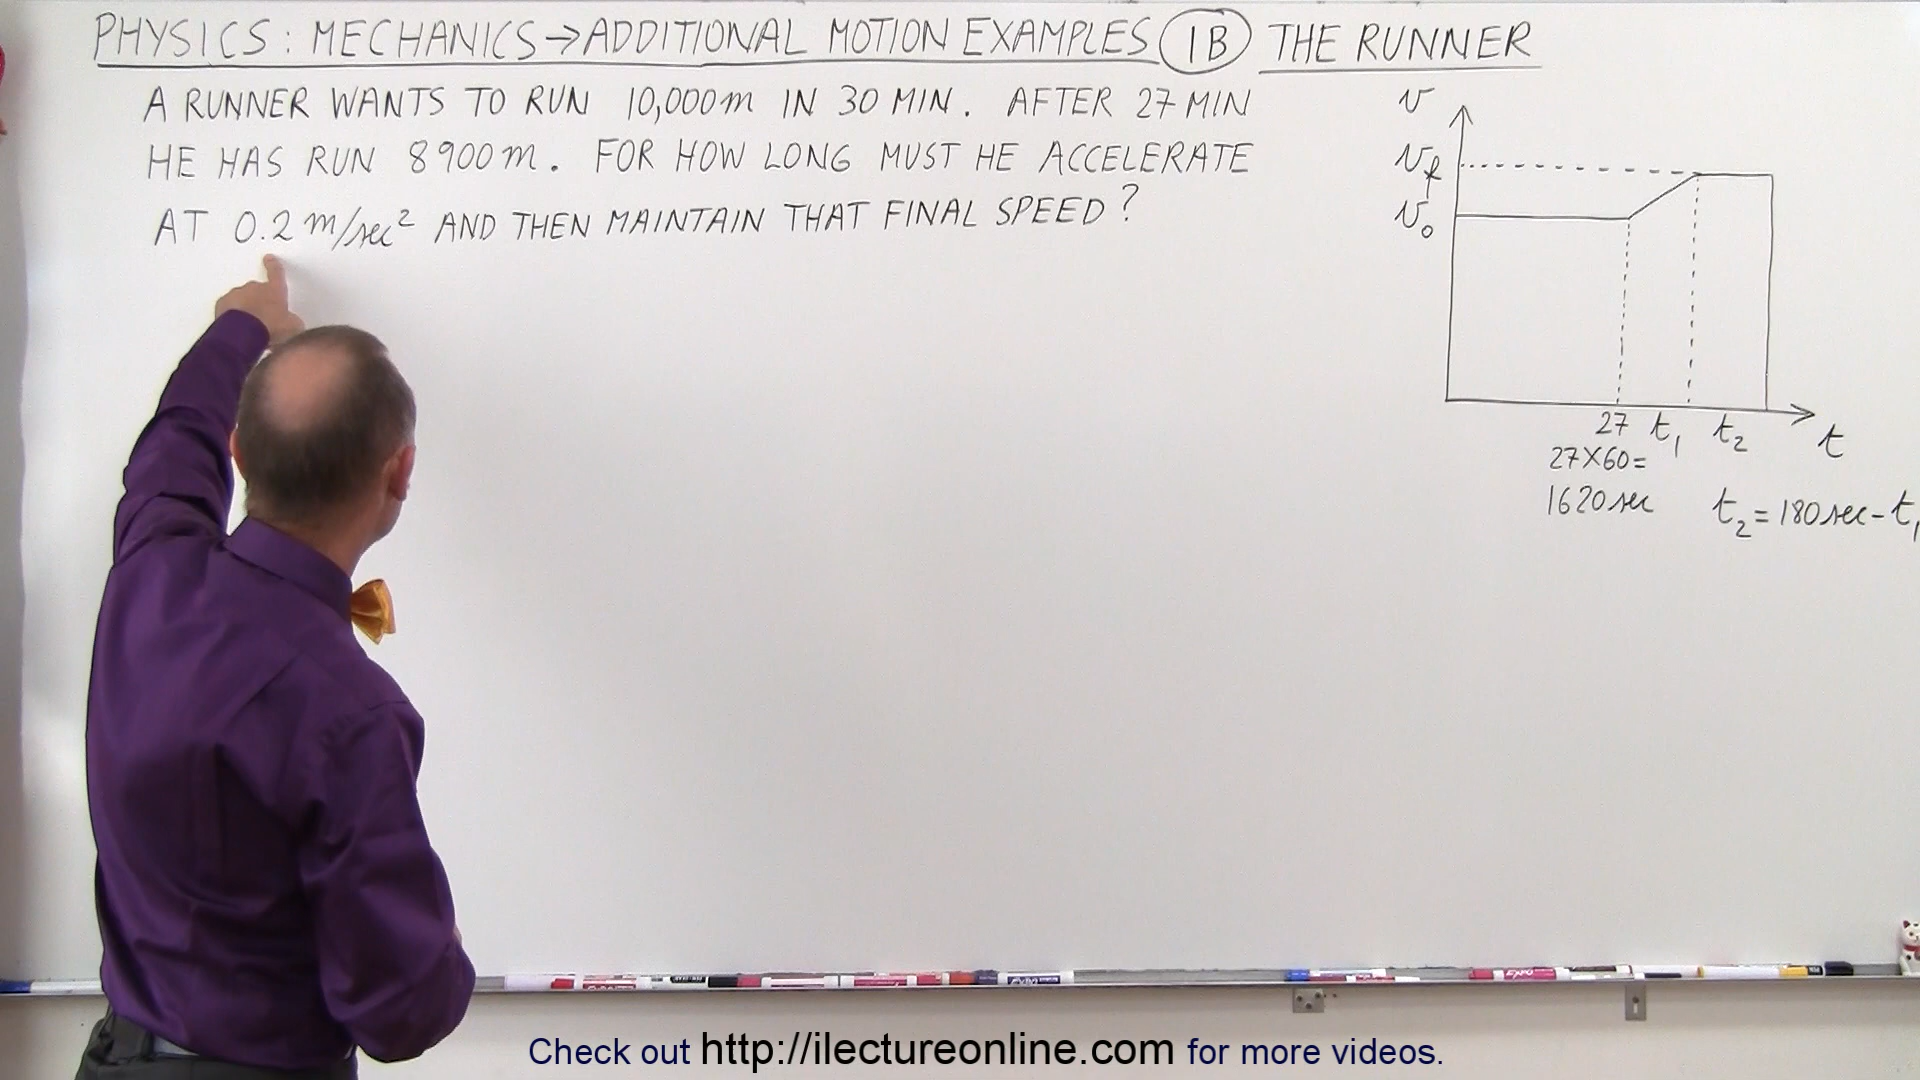 PHYSICS: MECHANICS→ADDITIONAL MOTION EXAMPLES 1B THE RUNNER
A RUNNER WANTS TO RUN 10,000m IN 30 MIN. AFTER 27 MIN
HE HAS RUN 8900m. FOR HOW LONG MUST HE ACCELERATE
AT 0.2 m/sec² AND THEN MAINTAIN THAT FINAL SPEED?
v
v_f
v₀
27 t₁ t₂ t
27×60=
1620 sec
t₂ = 180 sec - t₁
Check out http://ilectureonline.com for more videos.